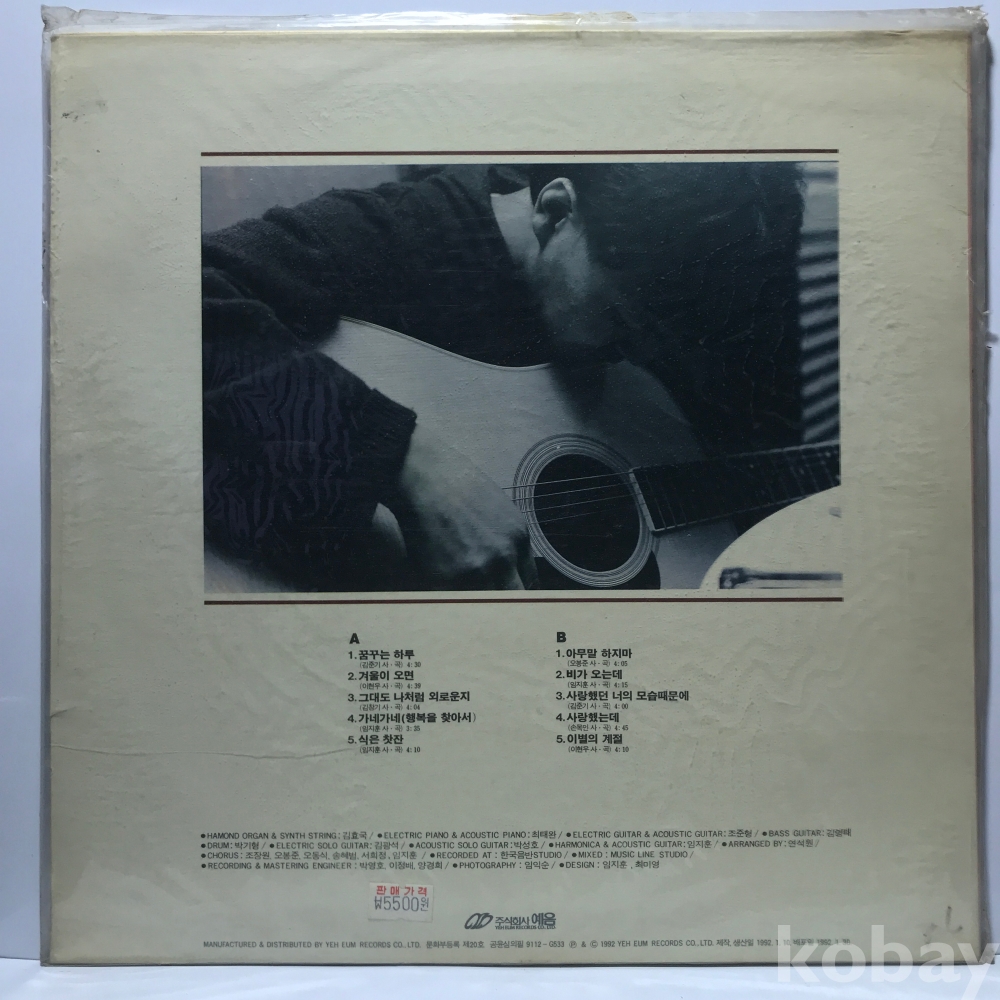 A
1.꿈꾸는 하루
(김준기 사·곡) 4:30
2.겨울이 오면
(이현우 사·곡) 4:39
3.그대도 나처럼 외로운지
(김창기 사·곡) 4:04
4.가네가네(행복을 찾아서)
(임지훈 사·곡) 3:35
5.식은 찻잔
(임지훈 사·곡) 4:10
B
1.아무말 하지마
(오봉준 사·곡) 4:05
2.비가 오는데
(임지훈 사·곡) 4:15
3.사랑했던 너의 모습때문에
(김준기 사·곡) 4:00
4.사랑했는데
(손목인 사·곡) 4:45
5.이별의 계절
(이현우 사·곡) 4:10
●HAMOND ORGAN & SYNTH STRING:김효국/ ●ELECTRIC PIANO & ACOUSTIC PIANO:최태완/ ●ELECTRIC GUITAR & ACOUSTIC GUITAR:조준형/ ●BASS GUITAR:김영배
●DRUM:박기형/ ●ELECTRIC SOLO GUITAR:김광석/ ●ACOUSTIC SOLO GUITAR:박성호/ ●HARMONICA & ACOUSTIC GUITAR:임지훈/ ●ARRANGED BY:연석원/
●CHORUS:조장원, 오봉준, 오동식, 송해빔, 서회정, 임지훈/ ●RECORDED AT:한국음반STUDIO/ ●MIXED:MUSIC LINE STUDIO/
●RECORDING & MASTERING ENGINEER:박영호, 이정배, 양경희/ ●PHOTOGRAPHY:임익순/ ●DESIGN:임지훈, 최미영
판매가격
₩5500원
주식회사 예음
YEH EUM RECORDS CO., LTD.
MANUFACTURED & DISTRIBUTED BY YEH EUM RECORDS CO., LTD. 문화부등록 제20호 공윤심의필 9112-G533 ℗ & © 1992 YEH EUM RECORDS CO., LTD. 제작, 생산일 1992.
kobay